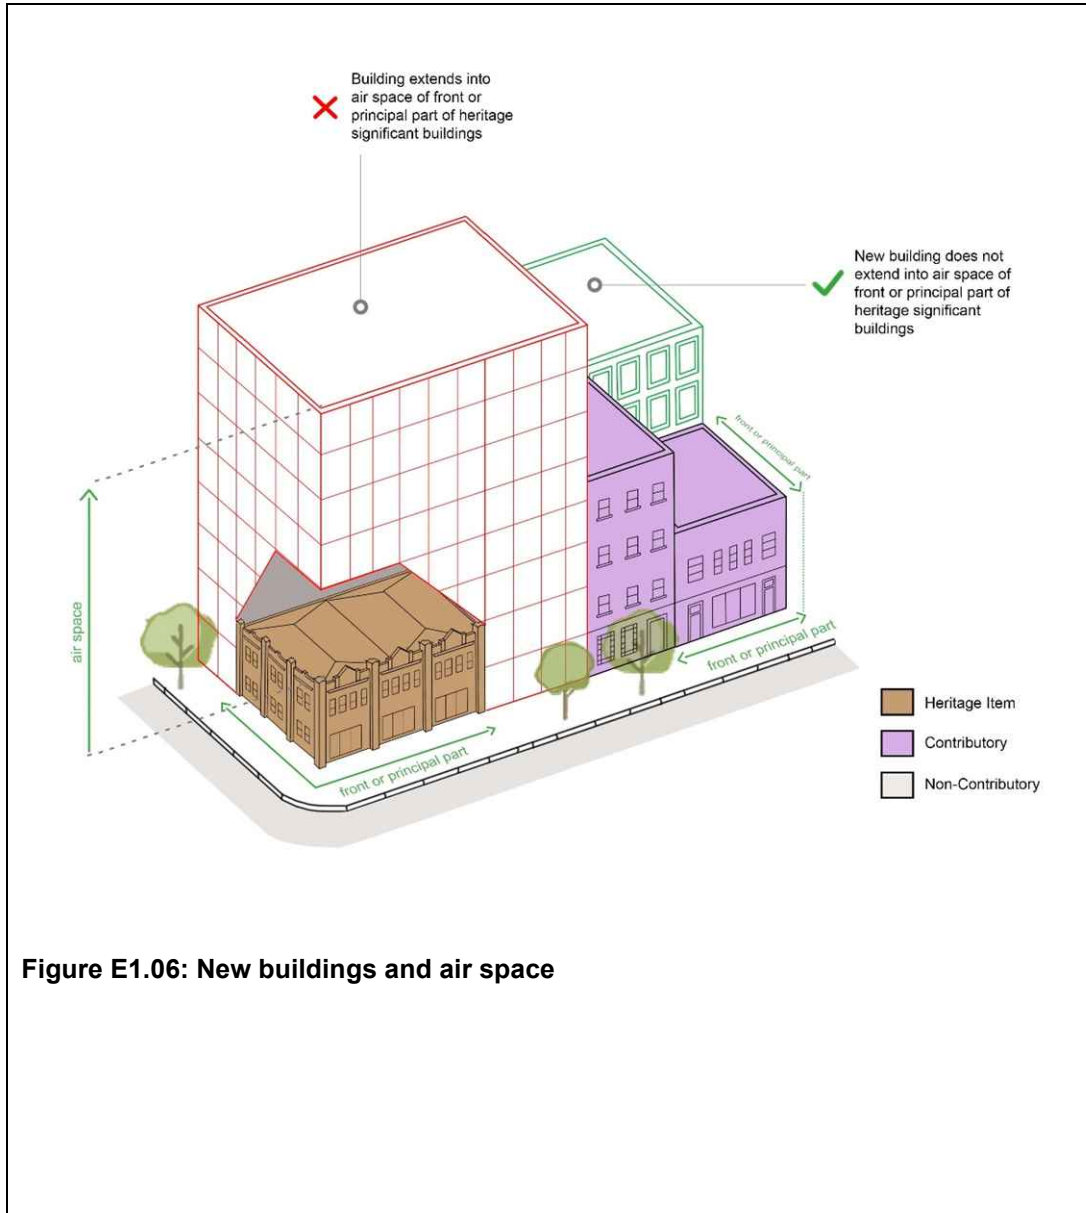 Building extends into
air space of front or
principal part of heritage
significant buildings
New building does not
extend into air space of
front or principal part of
heritage significant
buildings
front or principal part
air space
front or principal part
front or principal part
Heritage Item
Contributory
Non-Contributory
Figure E1.06: New buildings and air space